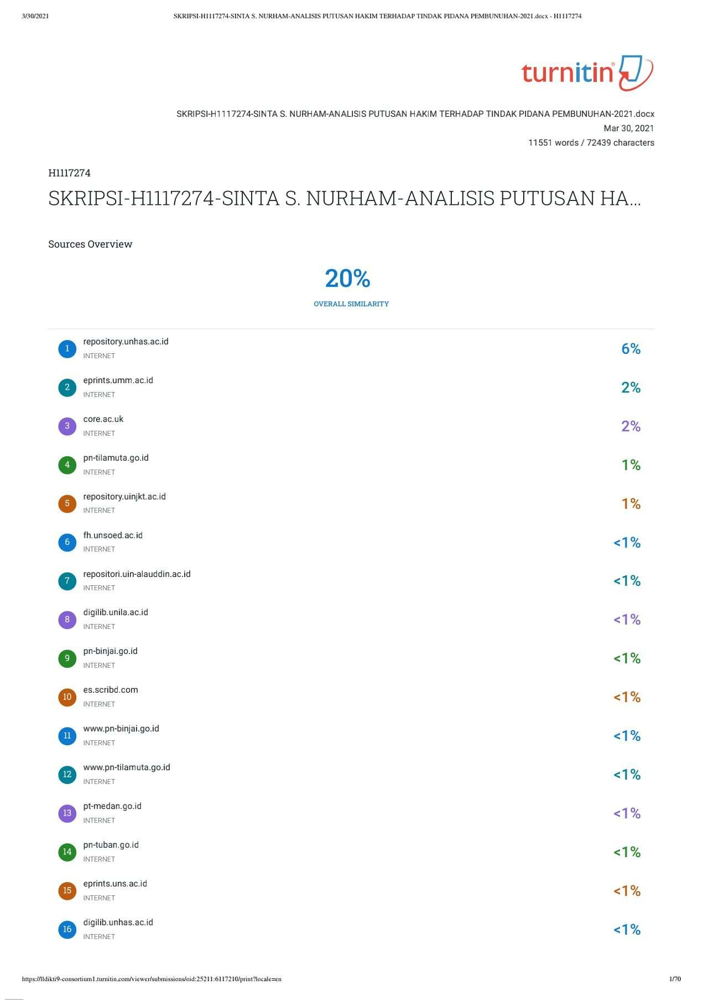 3/30/2021 SKRIPSI-H1117274-SINTA S. NURHAM-ANALISIS PUTUSAN HAKIM TERHADAP TINDAK PIDANA PEMBUNUHAN-2021.docx - H1117274
turnitin®
SKRIPSI-H1117274-SINTA S. NURHAM-ANALISIS PUTUSAN HAKIM TERHADAP TINDAK PIDANA PEMBUNUHAN-2021.docx
Mar 30, 2021
11551 words / 72439 characters
H1117274
SKRIPSI-H1117274-SINTA S. NURHAM-ANALISIS PUTUSAN HA...
Sources Overview
20%
OVERALL SIMILARITY
1 repository.unhas.ac.id 6%
INTERNET
2 eprints.umm.ac.id 2%
INTERNET
3 core.ac.uk 2%
INTERNET
4 pn-tilamuta.go.id 1%
INTERNET
5 repository.uinjkt.ac.id 1%
INTERNET
6 fh.unsoed.ac.id <1%
INTERNET
7 repositori.uin-alauddin.ac.id <1%
INTERNET
8 digilib.unila.ac.id <1%
INTERNET
9 pn-binjai.go.id <1%
INTERNET
10 es.scribd.com <1%
INTERNET
11 www.pn-binjai.go.id <1%
INTERNET
12 www.pn-tilamuta.go.id <1%
INTERNET
13 pt-medan.go.id <1%
INTERNET
14 pn-tuban.go.id <1%
INTERNET
15 eprints.uns.ac.id <1%
INTERNET
16 digilib.unhas.ac.id <1%
INTERNET
https://lldikti9-consortium1.turnitin.com/viewer/submissions/oid:25211:6117210/print?locale=en 1/70